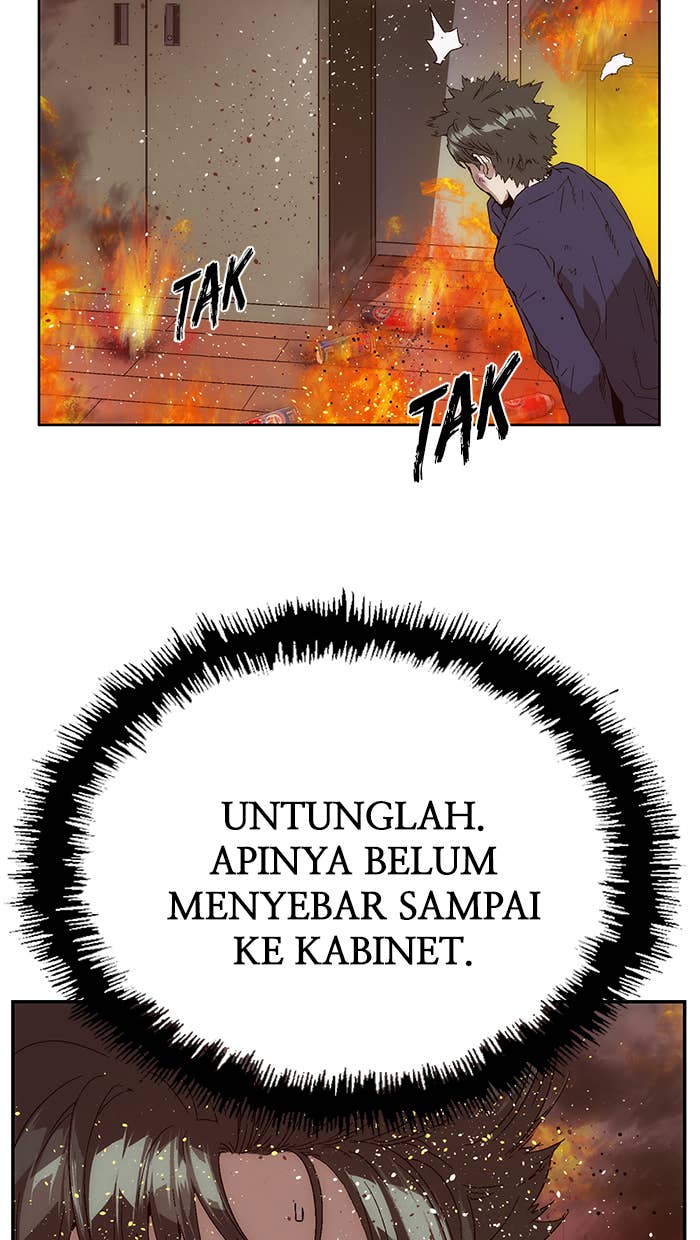 TAK
TAK
UNTUNGLAH.
APINYA BELUM
MENYEBAR SAMPAI
KE KABINET.